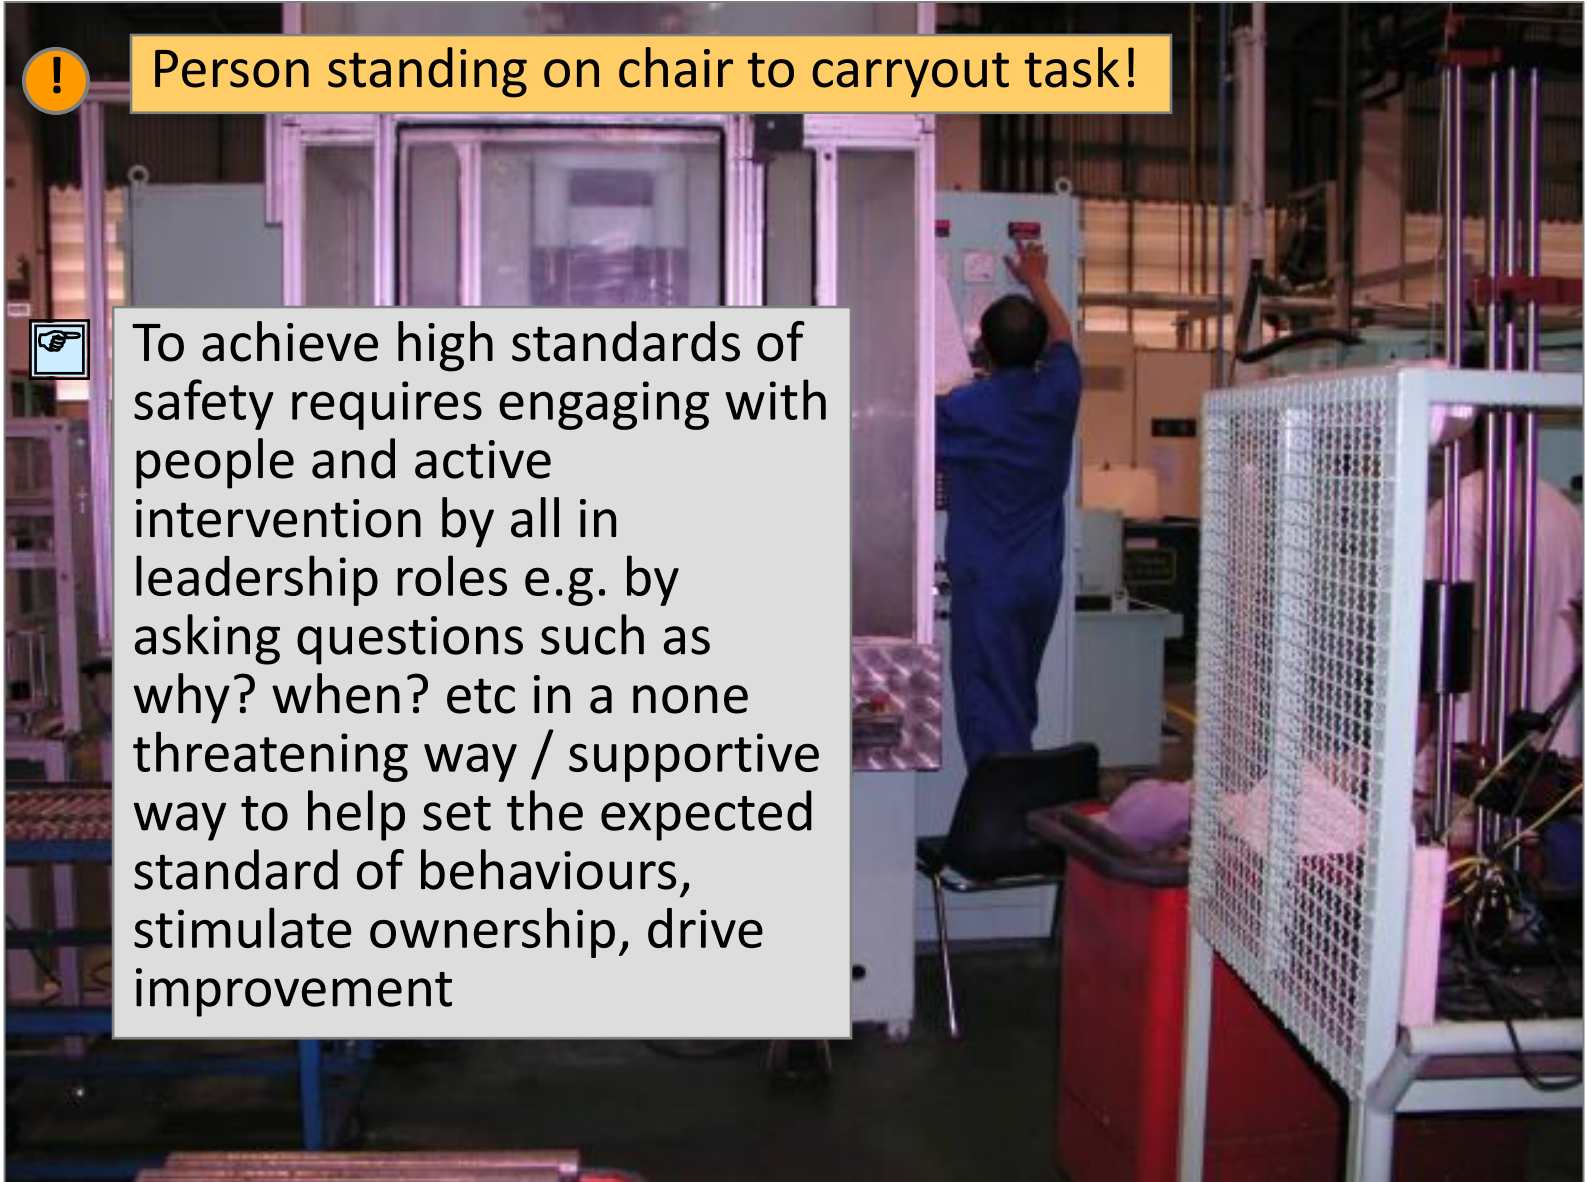 !
Person standing on chair to carryout task!
To achieve high standards of
safety requires engaging with
people and active
intervention by all in
leadership roles e.g. by
asking questions such as
why? when? etc in a none
threatening way / supportive
way to help set the expected
standard of behaviours,
stimulate ownership, drive
improvement